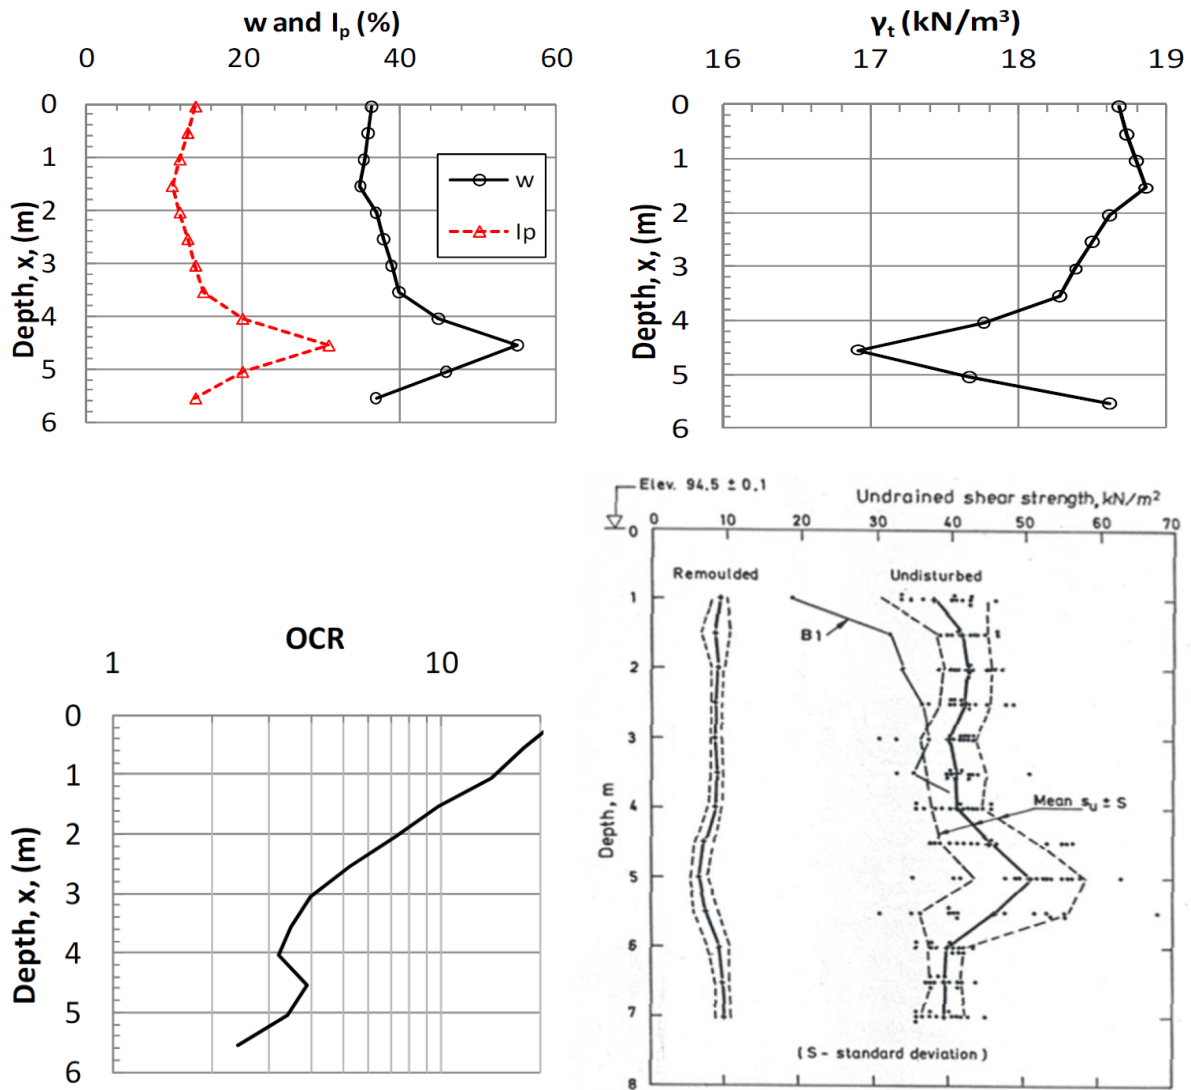 w and Ip (%)
0 20 40 60
0
1
2
3
4
5
6
Depth, x, (m)
w
Ip
γt (kN/m³)
16 17 18 19
0
1
2
3
4
5
6
Depth, x, (m)
OCR
1 10
0
1
2
3
4
5
6
Depth, x, (m)
Elev. 94.5 ± 0.1
Undrained shear strength, kN/m²
0 10 20 30 40 50 60 70
0
1
2
3
4
5
6
7
8
Depth, m
Remoulded
Undisturbed
B1
Mean su ± S
(S - standard deviation)